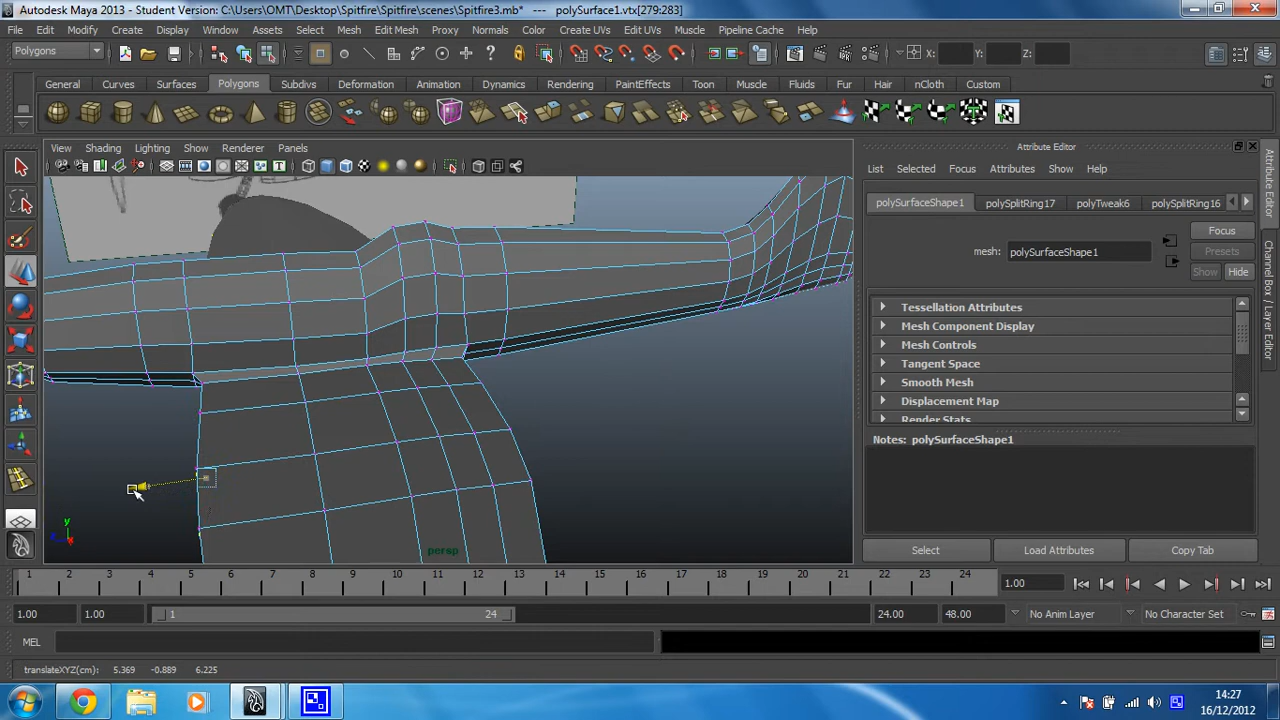 Autodesk Maya 2013 - Student Version: C:\Users\OMT\Desktop\Spitfire\Spitfire\scenes\Spitfire3.mb* --- polySurface1.vtx[279:283]
File Edit Modify Create Display Window Assets Select Mesh Edit Mesh Proxy Normals Color Create UVs Edit UVs Muscle Pipeline Cache Help
Polygons X: Y: Z:
General Curves Surfaces Polygons Subdivs Deformation Animation Dynamics Rendering PaintEffects Toon Muscle Fluids Fur Hair nCloth Custom
View Shading Lighting Show Renderer Panels
persp
y
Attribute Editor
List Selected Focus Attributes Show Help
polySurfaceShape1 polySplitRing17 polyTweak6 polySplitRing16
Focus
mesh: polySurfaceShape1
Presets
Show Hide
Tessellation Attributes
Mesh Component Display
Mesh Controls
Tangent Space
Smooth Mesh
Displacement Map
Render Stats
Notes: polySurfaceShape1
Select Load Attributes Copy Tab
Attribute Editor
Channel Box / Layer Editor
1 2 3 4 5 6 7 8 9 10 11 12 13 14 15 16 17 18 19 20 21 22 23 24 1.00
1.00 1.00 1 24 24.00 48.00 No Anim Layer No Character Set
MEL
translateXYZ(cm): 5.369 -0.889 6.225
14:27
16/12/2012